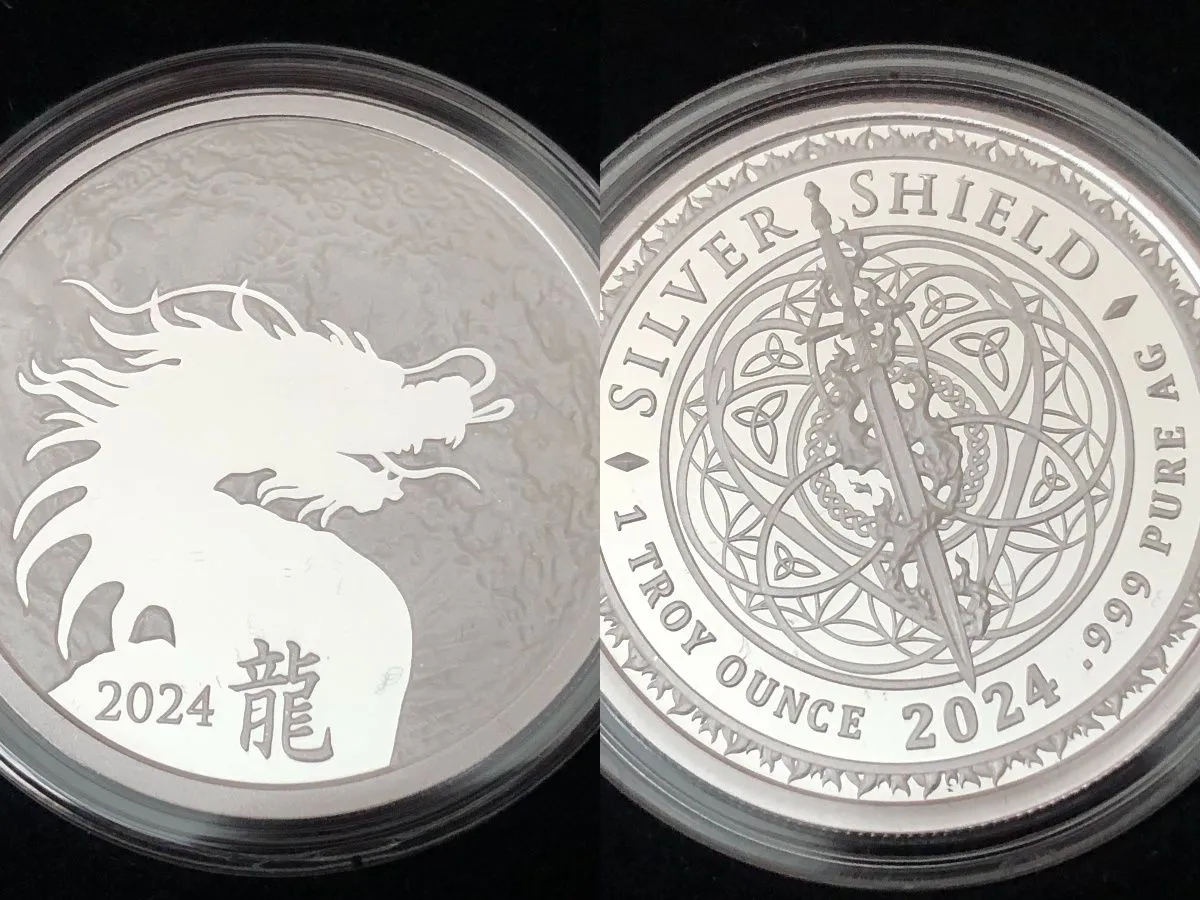 2024 龍
SILVER SHIELD
1 TROY OUNCE 2024 .999 PURE AG